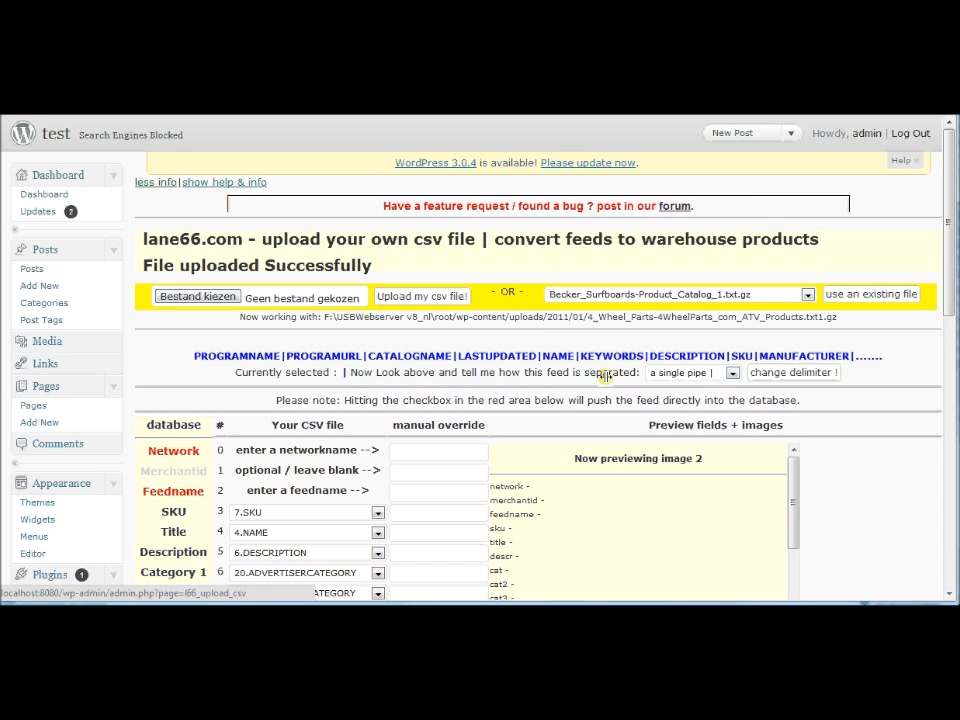 test Search Engines Blocked
New Post
Howdy, admin | Log Out
WordPress 3.0.4 is available! Please update now.
Help
less info|show help & info
Have a feature request / found a bug ? post in our forum.
lane66.com - upload your own csv file | convert feeds to warehouse products
File uploaded Successfully
Bestand kiezen Geen bestand gekozen Upload my csv file! - OR - Becker_Surfboards-Product_Catalog_1.txt.gz use an existing file
Now working with: F:\USBWebserver v8_nl\root/wp-content/uploads/2011/01/4_Wheel_Parts-4WheelParts_com_ATV_Products.txt1.gz
PROGRAMNAME|PROGRAMURL|CATALOGNAME|LASTUPDATED|NAME|KEYWORDS|DESCRIPTION|SKU|MANUFACTURER|.......
Currently selected : | Now Look above and tell me how this feed is separated: a single pipe | change delimiter !
Please note: Hitting the checkbox in the red area below will push the feed directly into the database.
database # Your CSV file manual override Preview fields + images
Network 0 enter a networkname -->
Merchantid 1 optional / leave blank -->
Feedname 2 enter a feedname -->
SKU 3 7.SKU
Title 4 4.NAME
Description 5 6.DESCRIPTION
Category 1 6 20.ADVERTISERCATEGORY
Now previewing image 2
network -
merchantid -
feedname -
sku -
title -
descr -
cat -
cat2 -
cat3 -
Dashboard
Dashboard
Updates 2
Posts
Posts
Add New
Categories
Post Tags
Media
Links
Pages
Pages
Add New
Comments
Appearance
Themes
Widgets
Menus
Editor
Plugins 1
localhost:8080/wp-admin/admin.php?page=l66_upload_csv